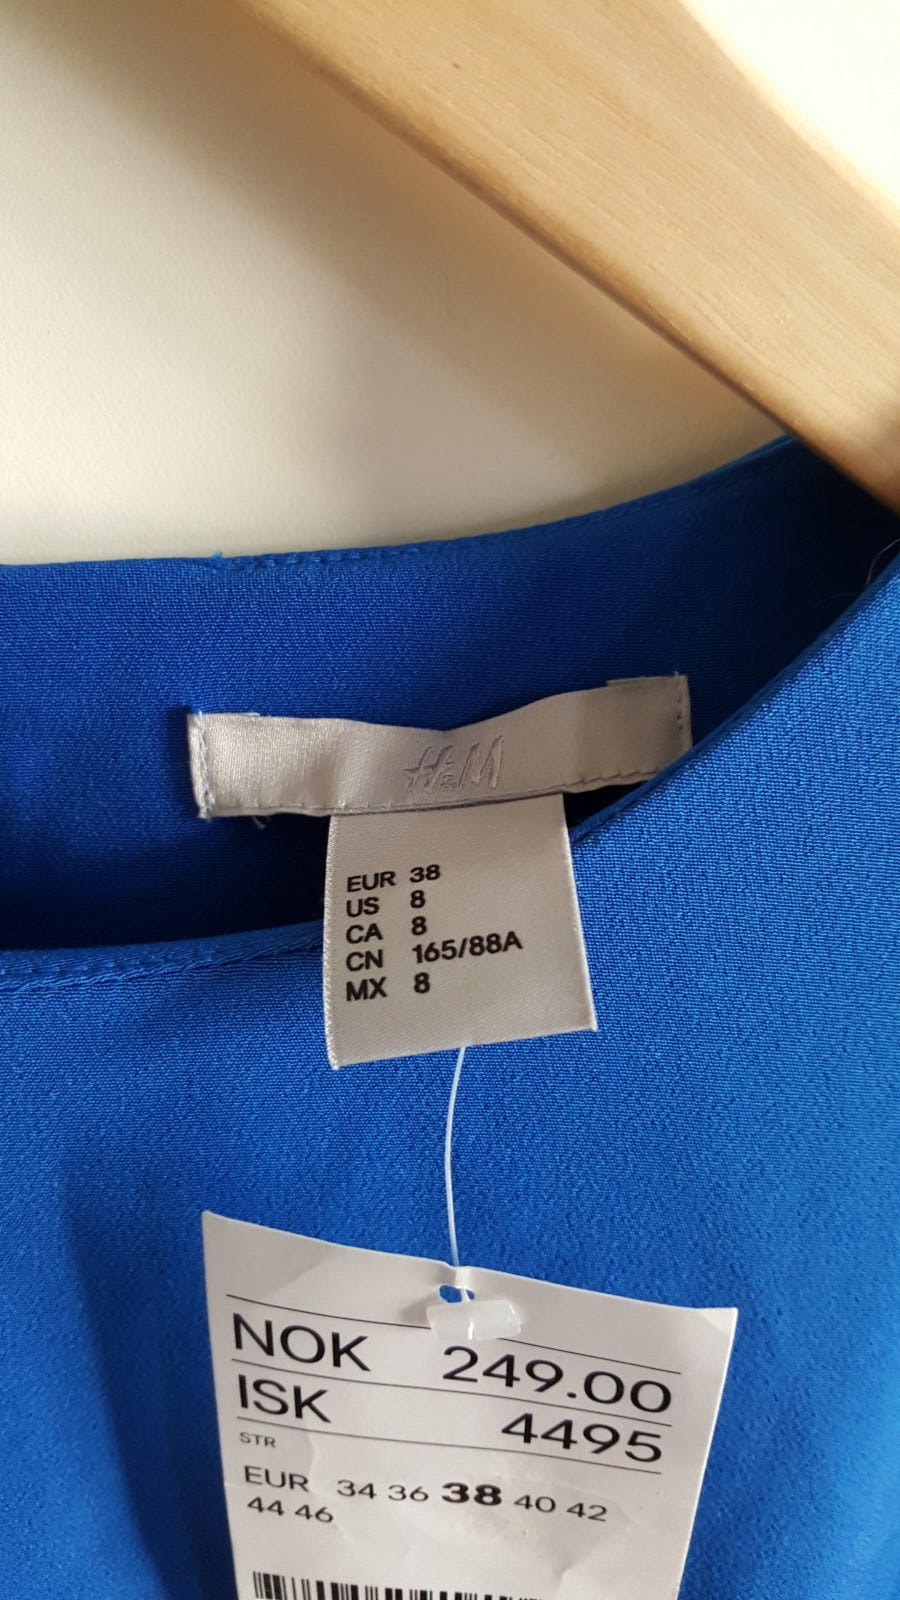 H&M
EUR 38
US 8
CA 8
CN 165/88A
MX 8
NOK 249.00
ISK 4495
STR
EUR 34 36 38 40 42
44 46